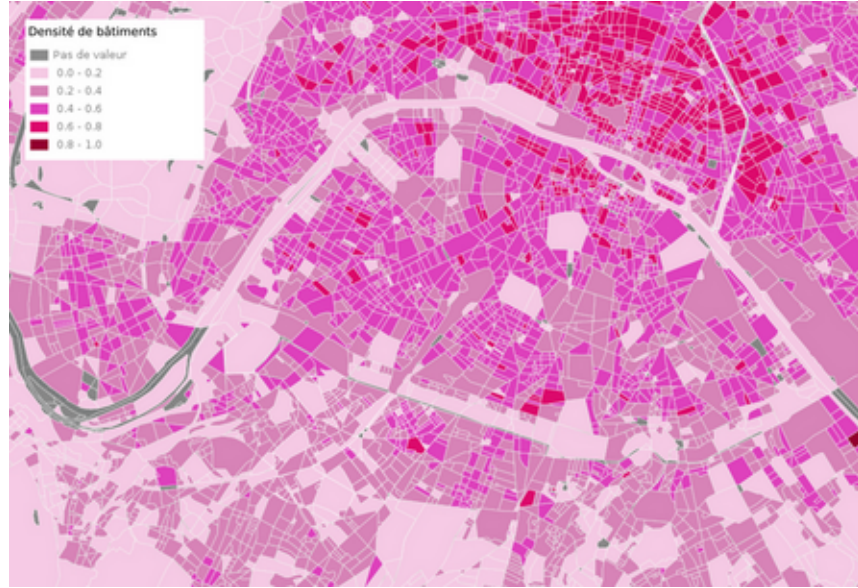 Densité de bâtiments
Pas de valeur
0.0 - 0.2
0.2 - 0.4
0.4 - 0.6
0.6 - 0.8
0.8 - 1.0